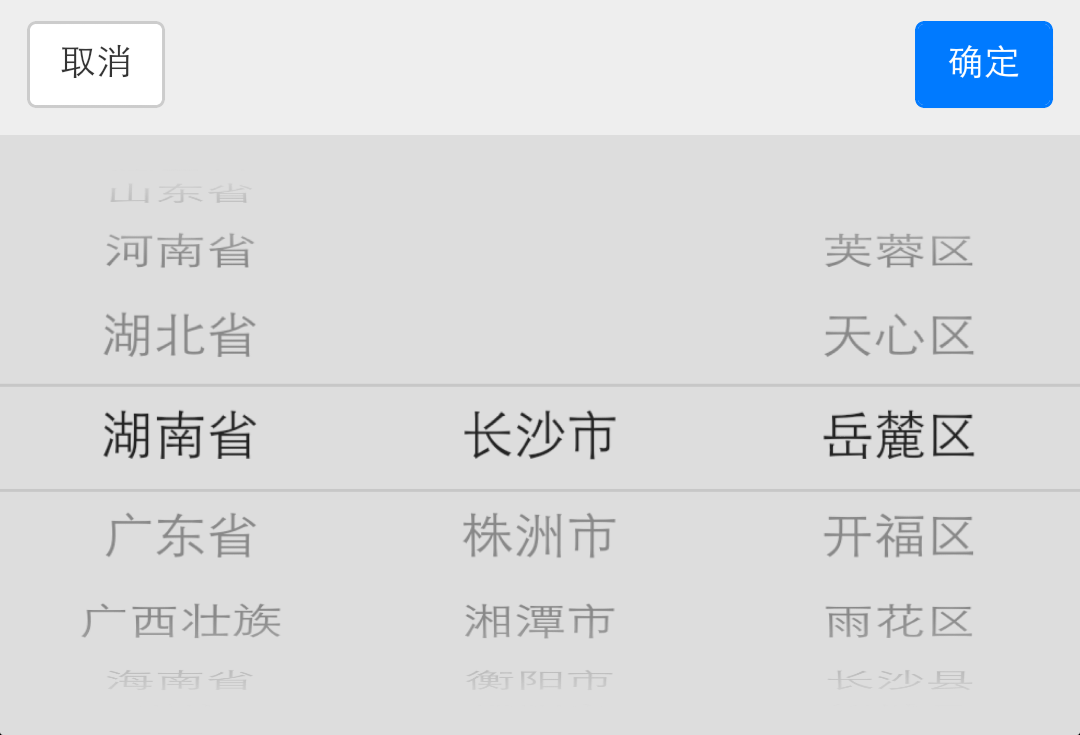 取消 确定
山东省
河南省 芙蓉区
湖北省 天心区
湖南省 长沙市 岳麓区
广东省 株洲市 开福区
广西壮族 湘潭市 雨花区
海南省 衡阳市 长沙县